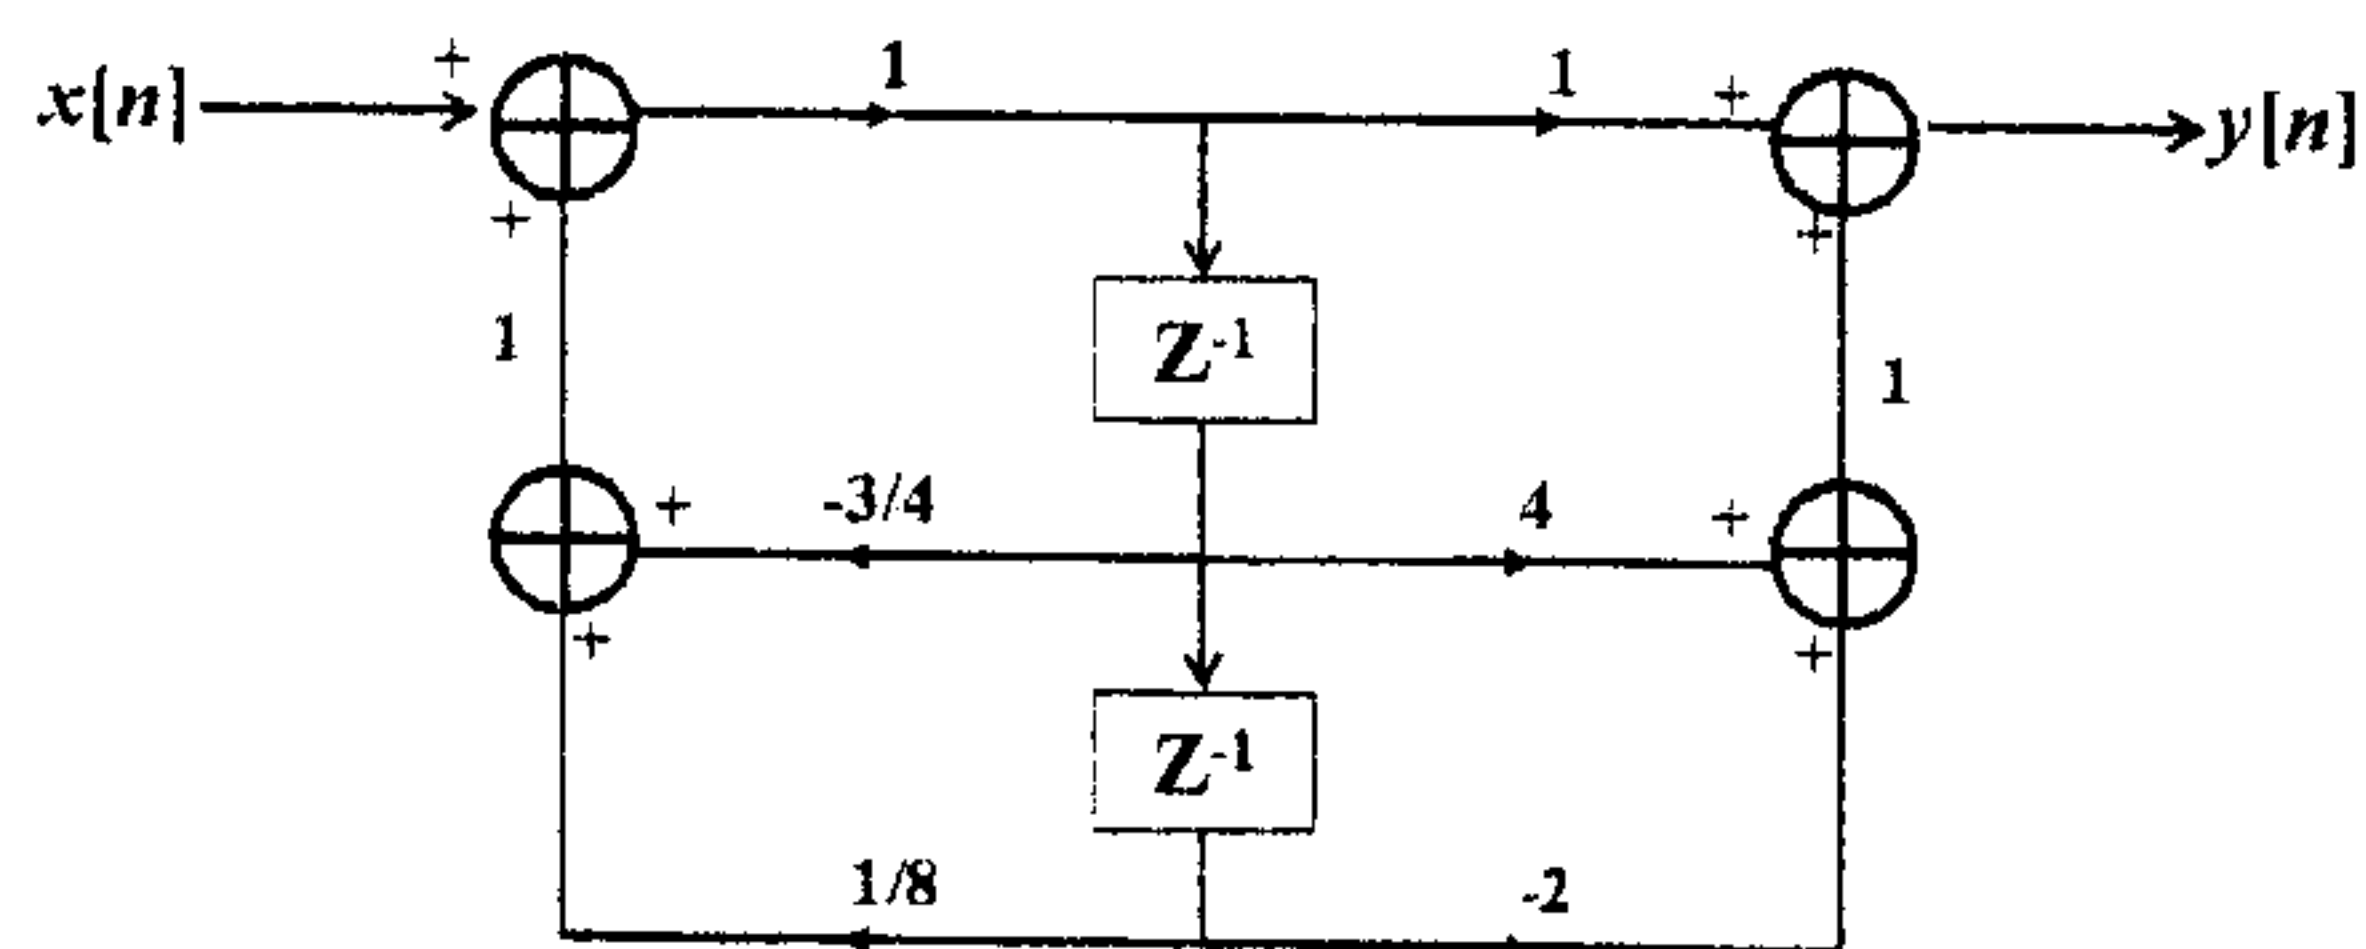 + 1 1 +
x[n] y[n]
+ +
Z-1
1 1
+ -3/4 4 +
+ +
Z-1
1/8 -2